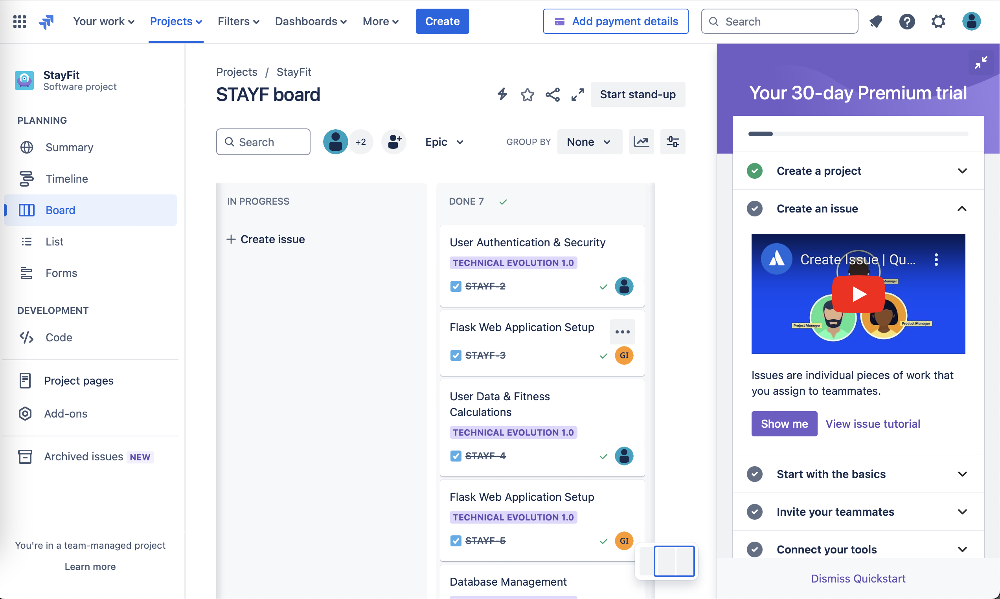 Your work
Projects
Filters
Dashboards
More
Create
Add payment details
Search
StayFit
Software project
PLANNING
Summary
Timeline
Board
List
Forms
DEVELOPMENT
Code
Project pages
Add-ons
Archived issues NEW
You're in a team-managed project
Learn more
Projects / StayFit
STAYF board
Start stand-up
Search
+2
Epic
GROUP BY
None
IN PROGRESS
+ Create issue
DONE 7
User Authentication & Security
TECHNICAL EVOLUTION 1.0
STAYF-2
Flask Web Application Setup
STAYF-3
GI
User Data & Fitness
Calculations
TECHNICAL EVOLUTION 1.0
STAYF-4
Flask Web Application Setup
TECHNICAL EVOLUTION 1.0
STAYF-5
GI
Database Management
Your 30-day Premium trial
Create a project
Create an issue
Create Issue | Qu...
Manager
Project Manager
Product Manager
Issues are individual pieces of work that
you assign to teammates.
Show me
View issue tutorial
Start with the basics
Invite your teammates
Connect your tools
Dismiss Quickstart